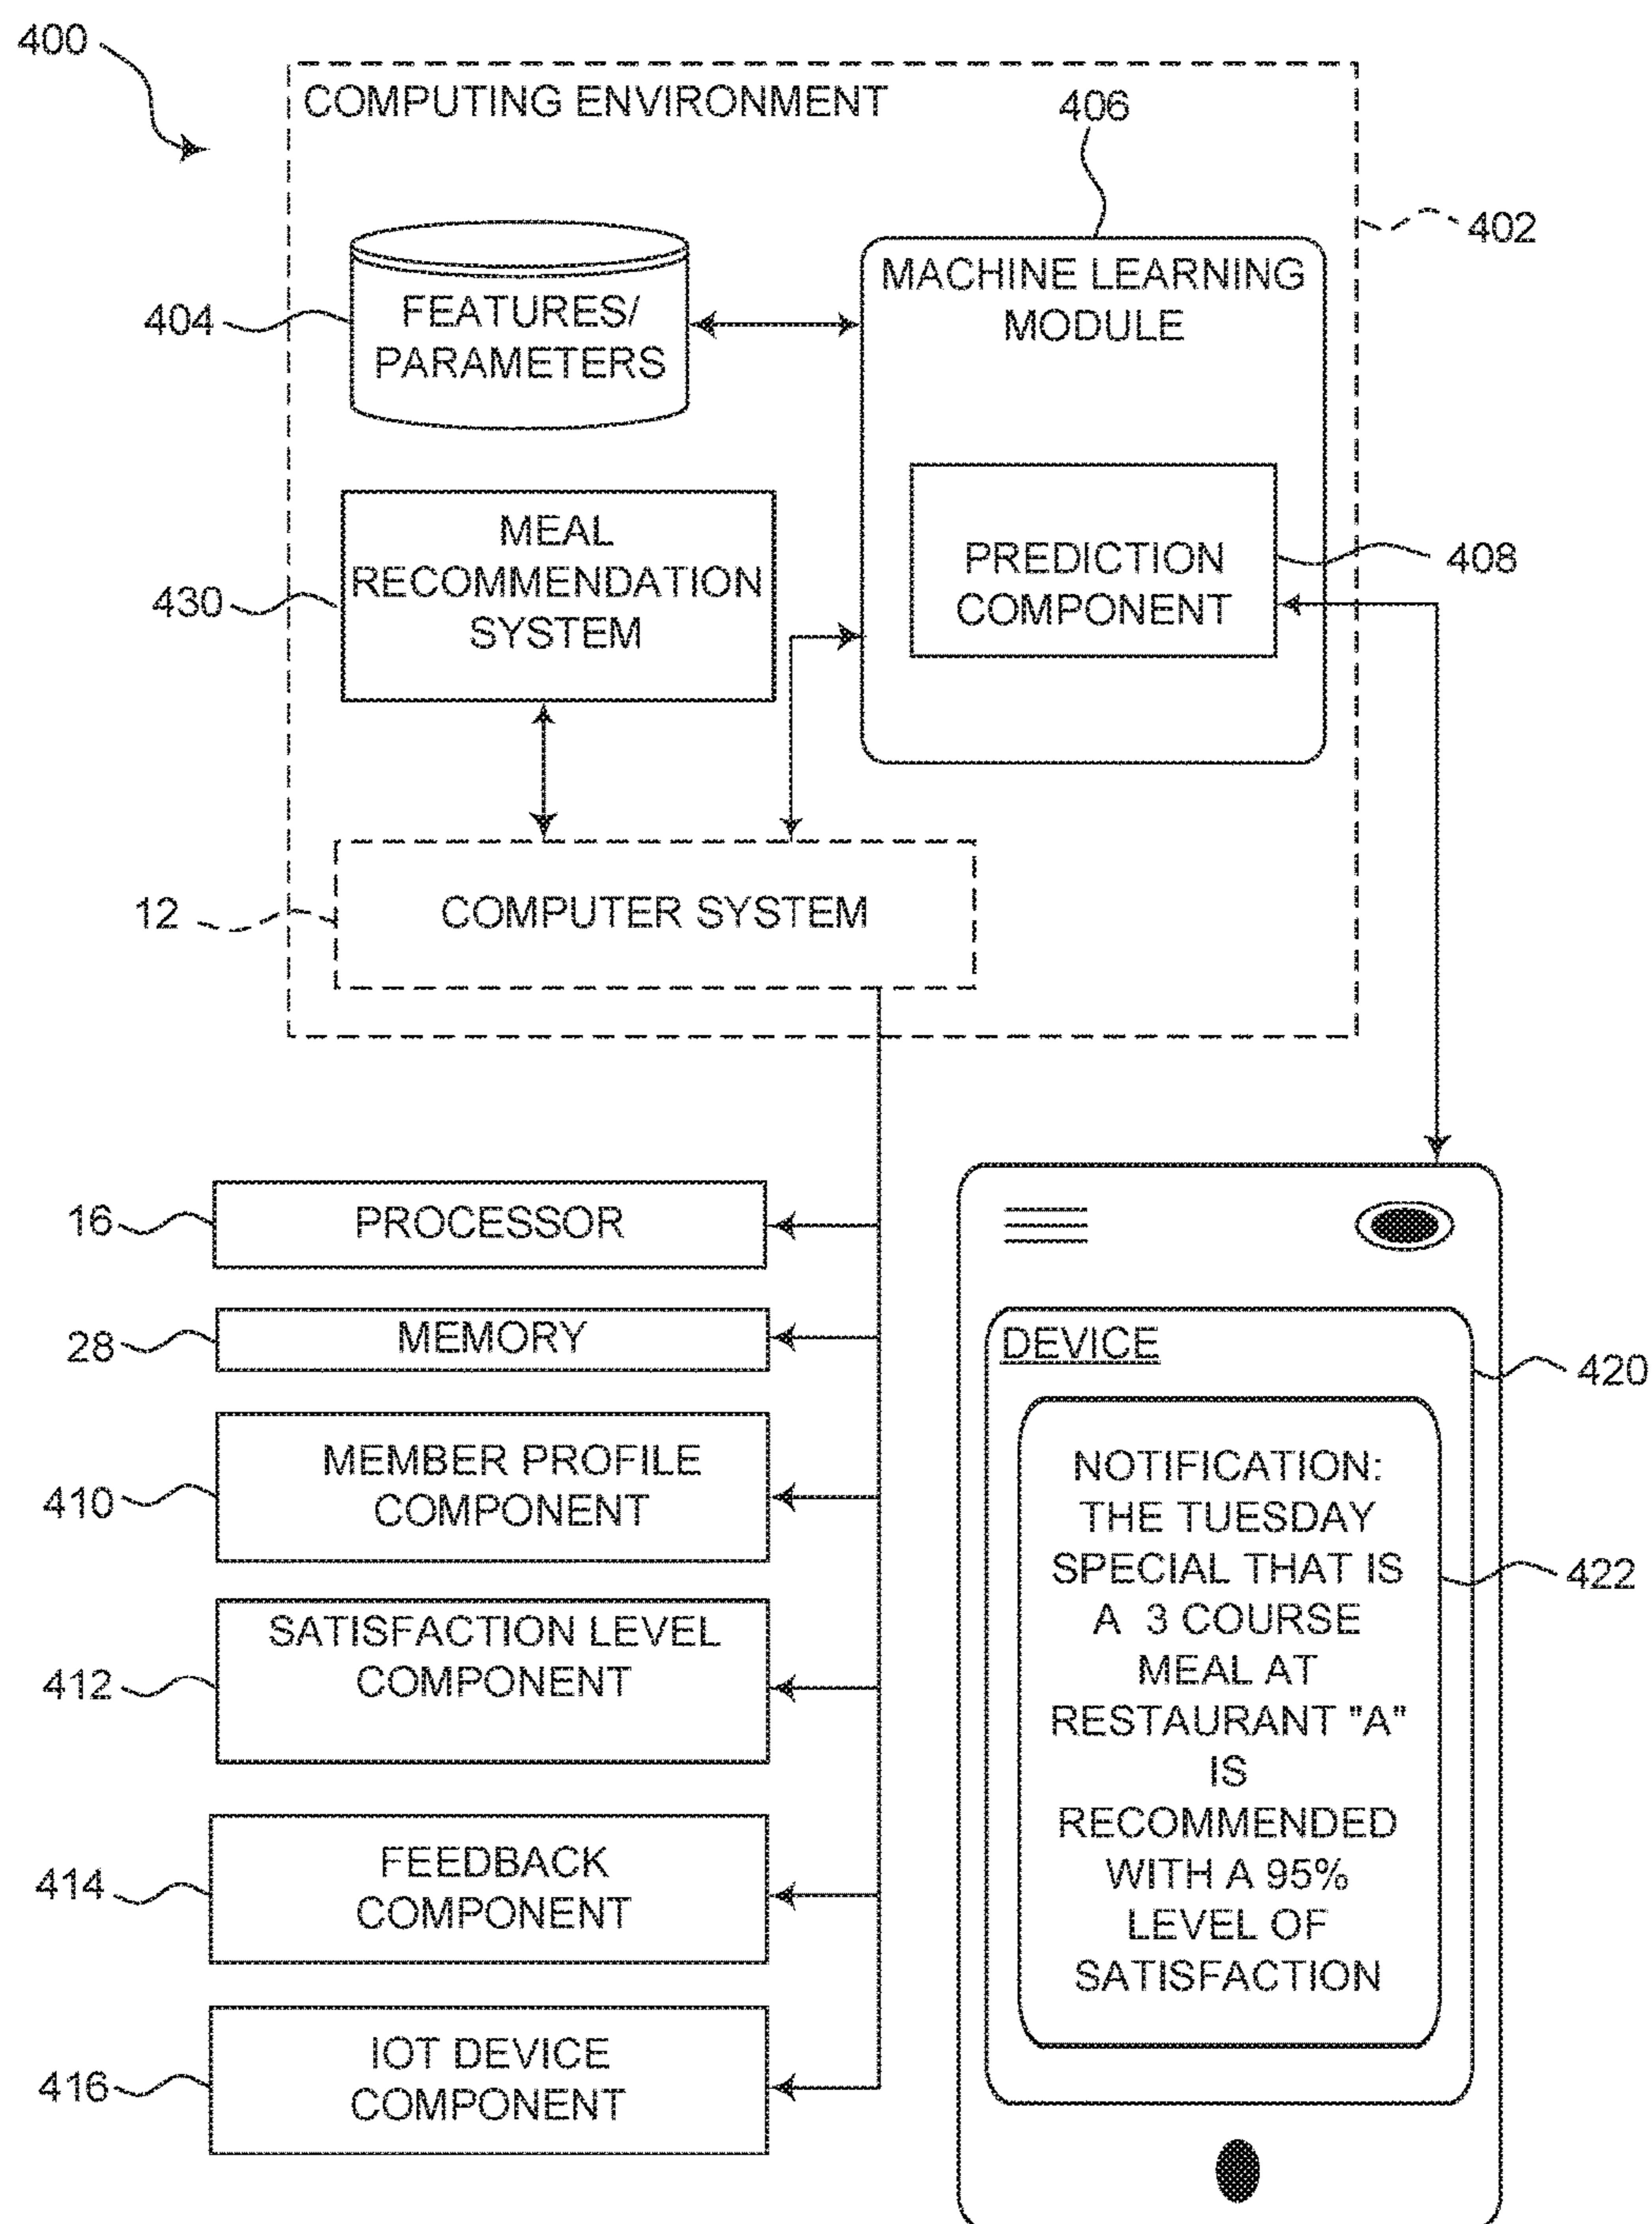 400
COMPUTING ENVIRONMENT
406
402
404
FEATURES/
PARAMETERS
MACHINE LEARNING
MODULE
430
MEAL
RECOMMENDATION
SYSTEM
PREDICTION
COMPONENT
408
12
COMPUTER SYSTEM
16
PROCESSOR
28
MEMORY
410
MEMBER PROFILE
COMPONENT
412
SATISFACTION LEVEL
COMPONENT
414
FEEDBACK
COMPONENT
416
IOT DEVICE
COMPONENT
DEVICE
420
NOTIFICATION:
THE TUESDAY
SPECIAL THAT IS
A 3 COURSE
MEAL AT
RESTAURANT "A"
IS
RECOMMENDED
WITH A 95%
LEVEL OF
SATISFACTION
422